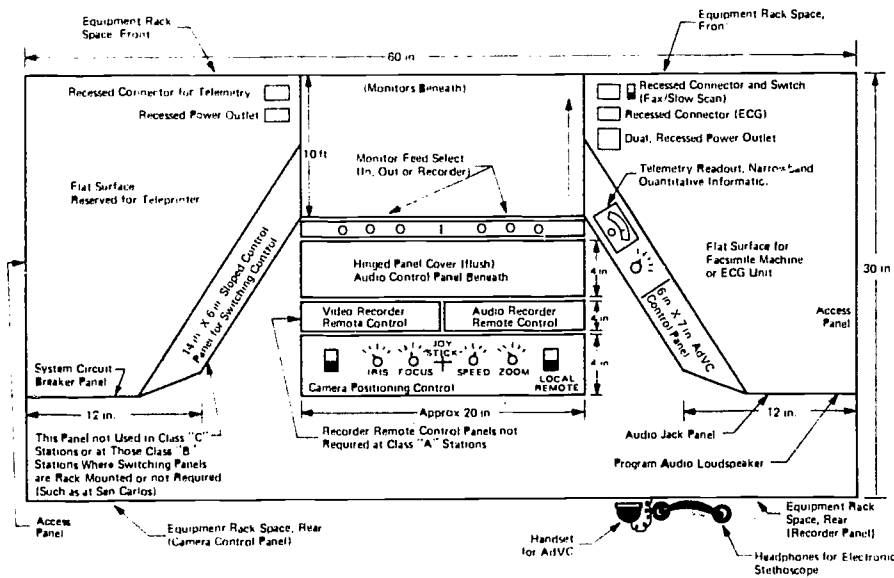 Equipment Rack
Space, Front
Equipment Rack Space,
Front
60 in.
Recessed Connector for Telemetry
Recessed Power Outlet
(Monitors Beneath)
Recessed Connector and Switch
(Fax/Slow Scan)
Recessed Connector (ECG)
Dual, Recessed Power Outlet
10 ft
Monitor Feed Select
(In, Out or Recorder)
Telemetry Readout, Narrowband
Quantitative Informatic.
Flat Surface
Reserved for Teleprinter
14 in X 6 in Sloped Control
Panel for Switching Control
Hinged Panel Cover (flush)
Audio Control Panel Beneath
4 in
Flat Surface for
Facsimile Machine
or ECG Unit
30 in
6 in X 7 in AdVC
Control Panel
Video Recorder
Remote Control
Audio Recorder
Remote Control
4 in
Access
Panel
JOY
STICK
IRIS FOCUS SPEED ZOOM
LOCAL
REMOTE
Camera Positioning Control
4 in
System Circuit
Breaker Panel
12 in.
Approx 20 in
12 in.
This Panel not Used in Class "C"
Stations or at Those Class "B"
Stations Where Switching Panels
are Rack Mounted or not Required
(Such as at San Carlos)
Recorder Remote Control Panels not
Required at Class "A" Stations
Audio Jack Panel
Program Audio Loudspeaker
Access
Panel
Equipment Rack Space, Rear
(Camera Control Panel)
Handset
for AdVC
Equipment Rack
Space, Rear
(Recorder Panel)
Headphones for Electronic
Stethoscope